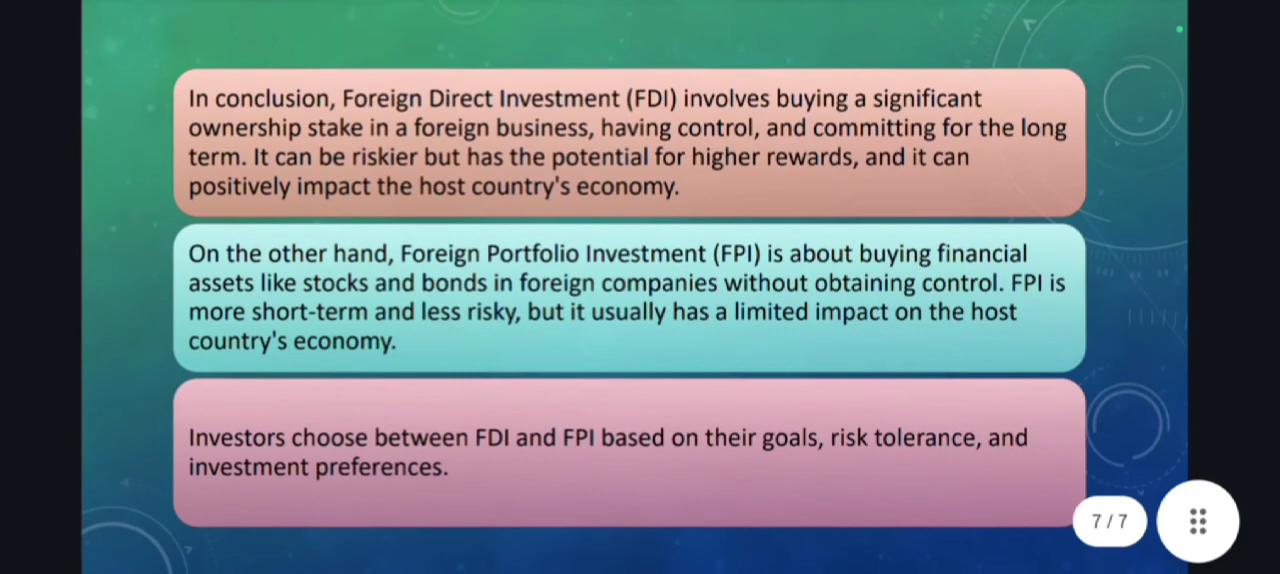 In conclusion, Foreign Direct Investment (FDI) involves buying a significant
ownership stake in a foreign business, having control, and committing for the long
term. It can be riskier but has the potential for higher rewards, and it can
positively impact the host country's economy.
On the other hand, Foreign Portfolio Investment (FPI) is about buying financial
assets like stocks and bonds in foreign companies without obtaining control. FPI is
more short-term and less risky, but it usually has a limited impact on the host
country's economy.
Investors choose between FDI and FPI based on their goals, risk tolerance, and
investment preferences.
7 / 7